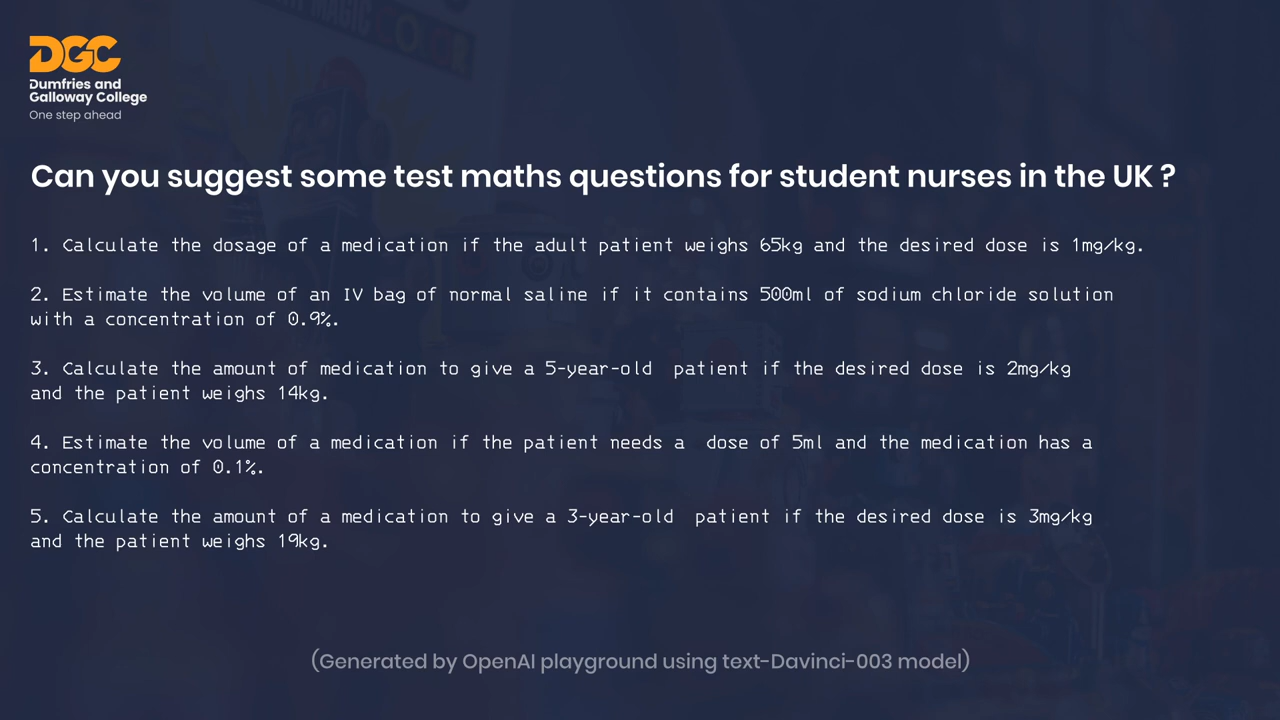 MAGIC COLOR
DGC
Dumfries and
Galloway College
One step ahead
Can you suggest some test maths questions for student nurses in the UK ?
1. Calculate the dosage of a medication if the adult patient weighs 65kg and the desired dose is 1mg/kg.
2. Estimate the volume of an IV bag of normal saline if it contains 500ml of sodium chloride solution
with a concentration of 0.9%.
3. Calculate the amount of medication to give a 5-year-old  patient if the desired dose is 2mg/kg
and the patient weighs 14kg.
4. Estimate the volume of a medication if the patient needs a  dose of 5ml and the medication has a
concentration of 0.1%.
5. Calculate the amount of a medication to give a 3-year-old  patient if the desired dose is 3mg/kg
and the patient weighs 19kg.
(Generated by OpenAI playground using text-Davinci-003 model)